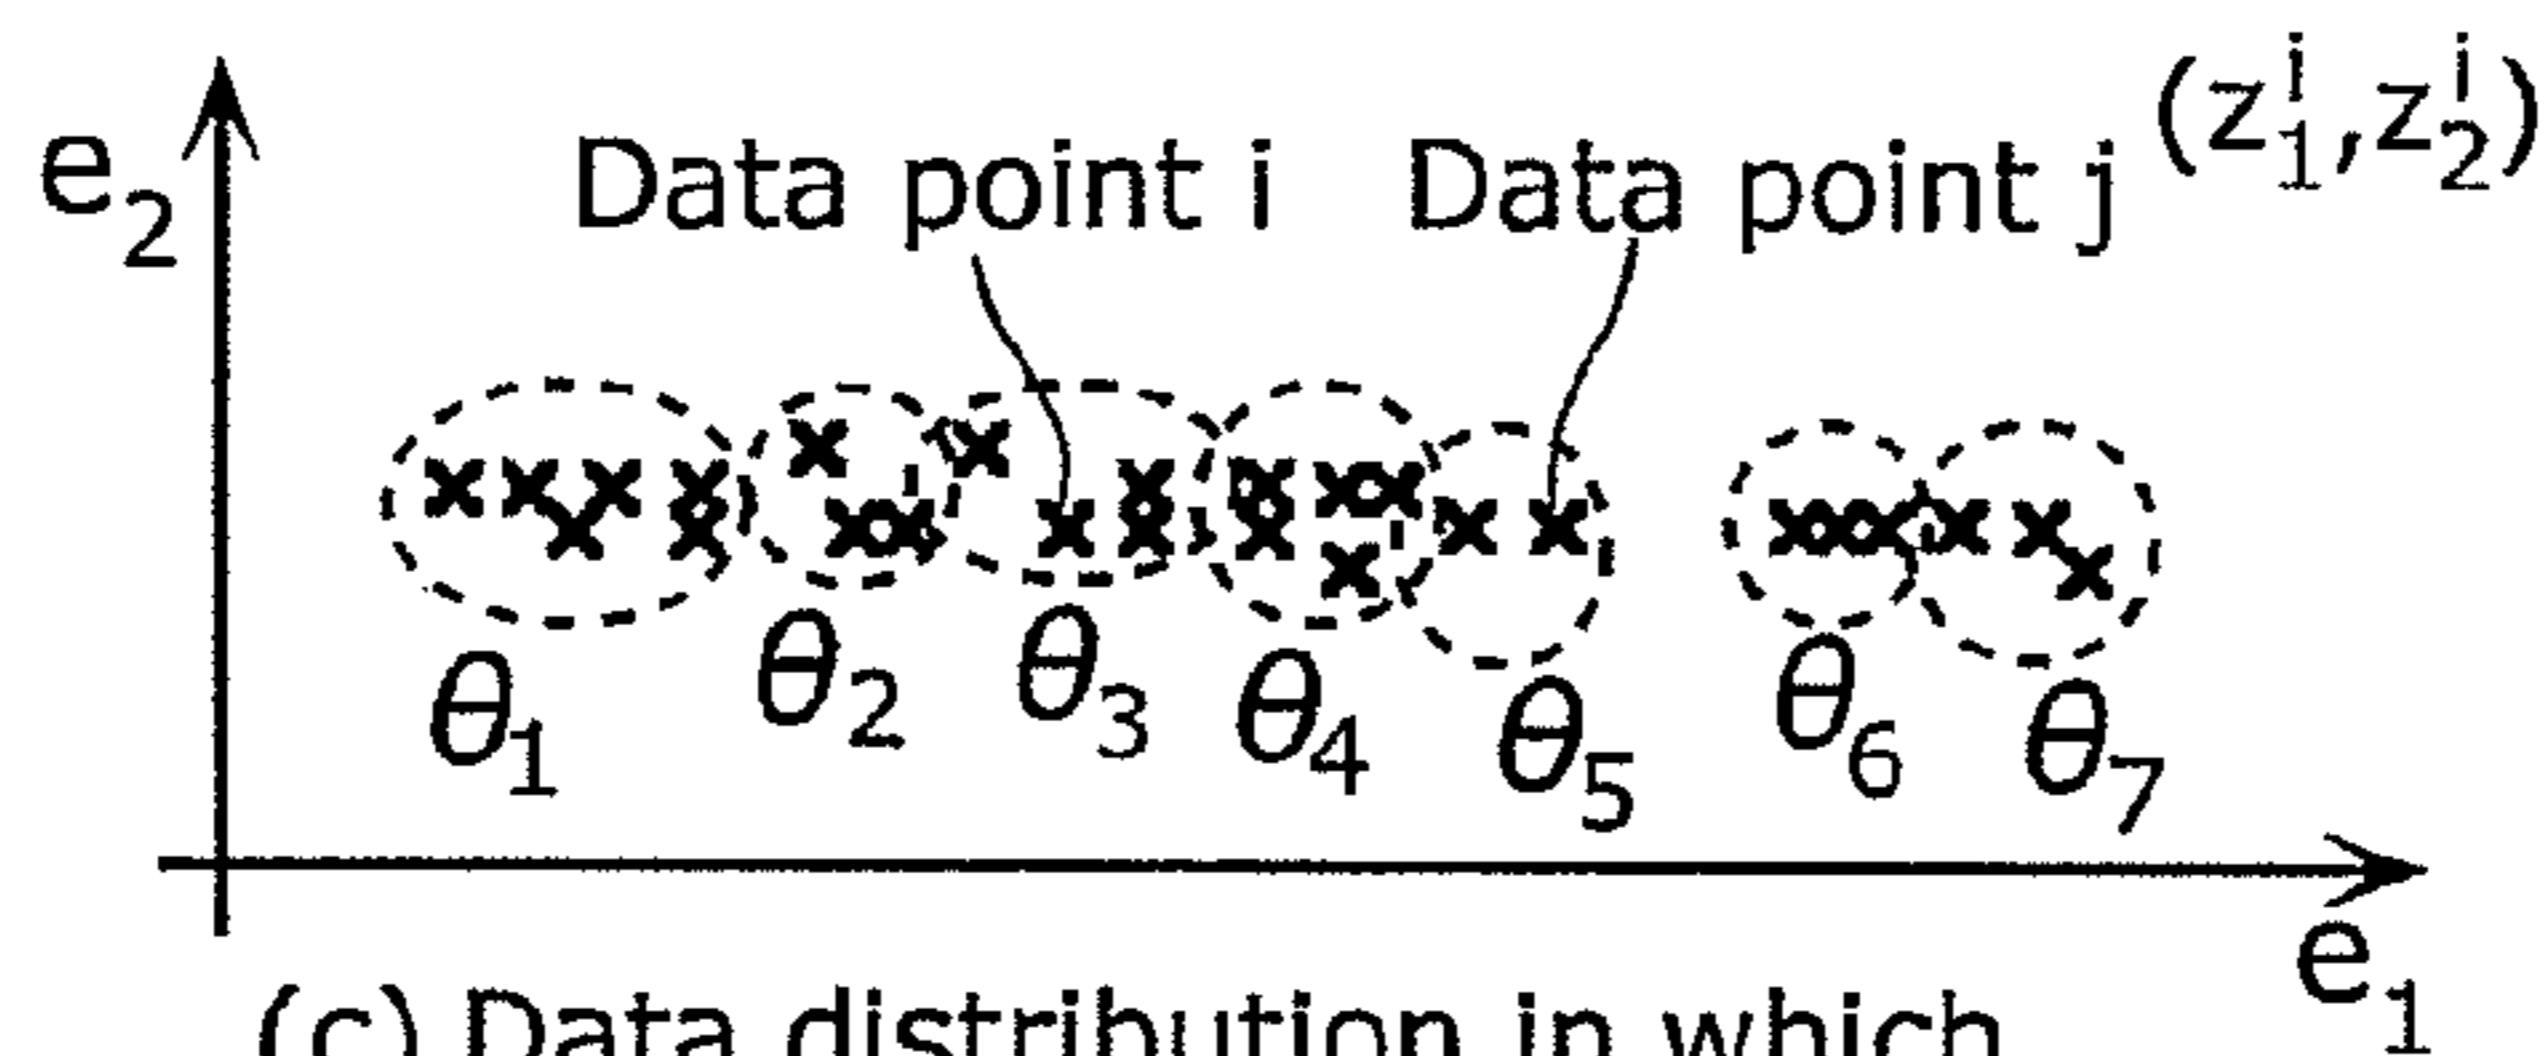 e₂
Data point i Data point j (z₁ⁱ,z₂ⁱ)
θ₁ θ₂ θ₃ θ₄ θ₅ θ₆ θ₇
e₁
(c) Data distribution in which